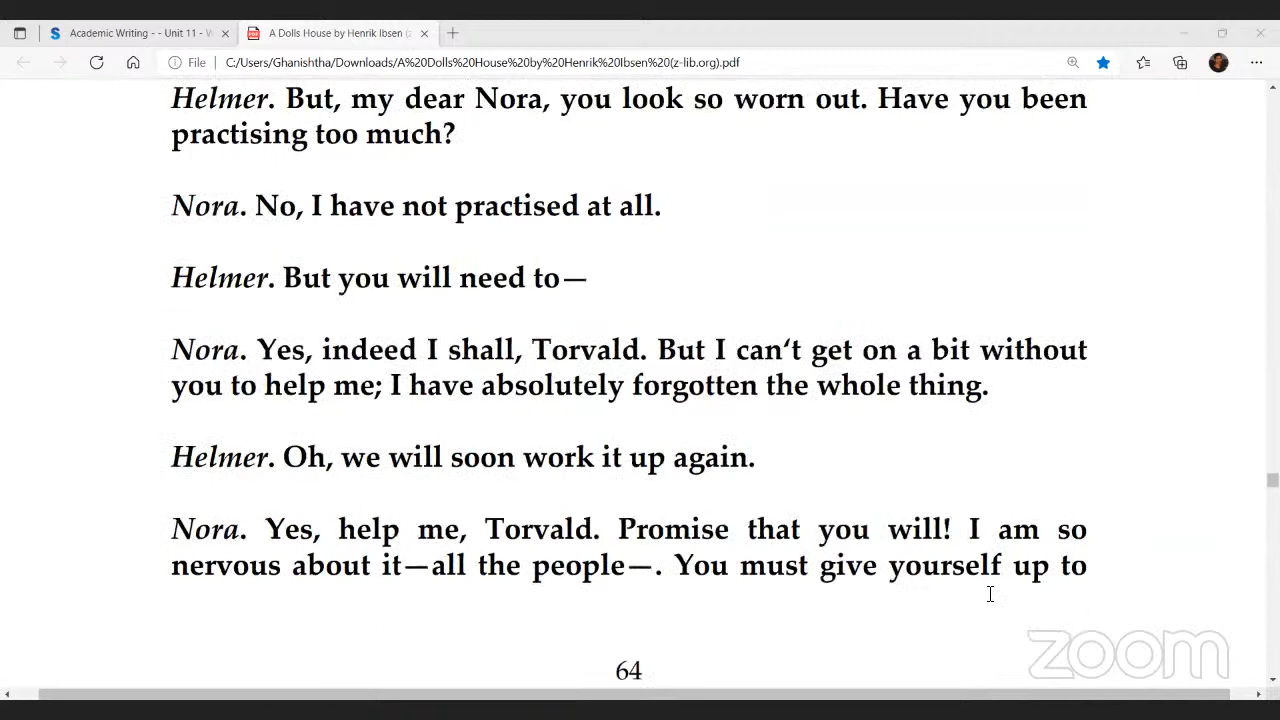 Academic Writing - - Unit 11 - W
A Dolls House by Henrik Ibsen (z
File
C:/Users/Ghanishtha/Downloads/A%20Dolls%20House%20by%20Henrik%20Ibsen%20(z-lib.org).pdf
Helmer. But, my dear Nora, you look so worn out. Have you been
practising too much?
Nora. No, I have not practised at all.
Helmer. But you will need to—
Nora. Yes, indeed I shall, Torvald. But I can‘t get on a bit without
you to help me; I have absolutely forgotten the whole thing.
Helmer. Oh, we will soon work it up again.
Nora. Yes, help me, Torvald. Promise that you will! I am so
nervous about it—all the people—. You must give yourself up to
64
zoom